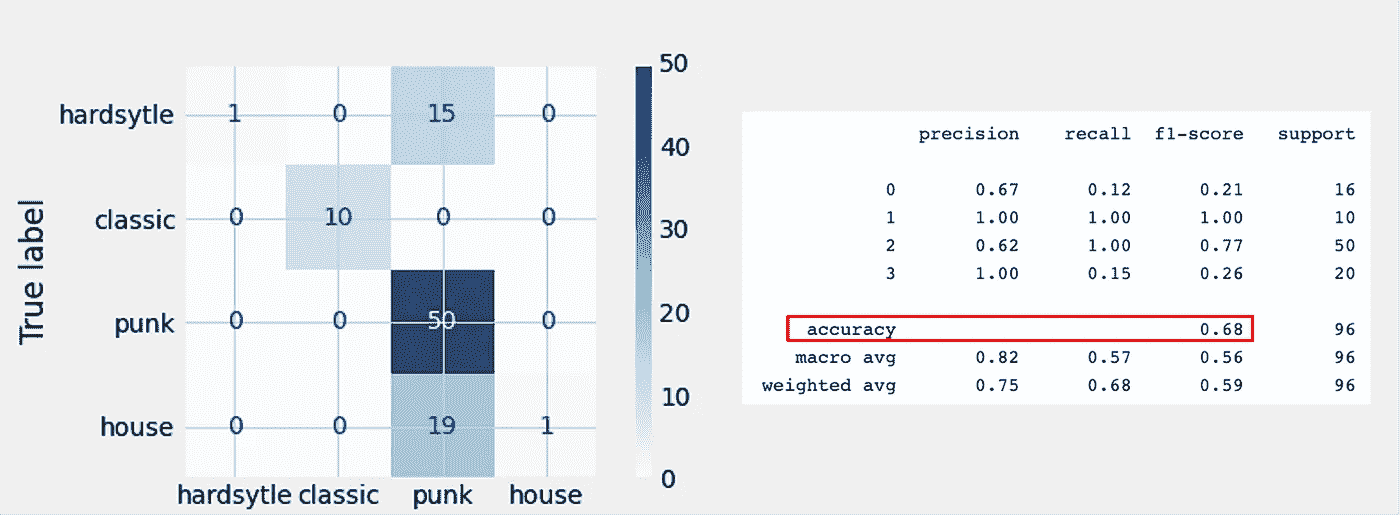 True label
hardsytle 1 0 15 0
classic 0 10 0 0
punk 0 0 50 0
house 0 0 19 1
hardsytle classic punk house
50
40
30
20
10
0
precision recall f1-score support
0 0.67 0.12 0.21 16
1 1.00 1.00 1.00 10
2 0.62 1.00 0.77 50
3 1.00 0.15 0.26 20
accuracy 0.68 96
macro avg 0.82 0.57 0.56 96
weighted avg 0.75 0.68 0.59 96